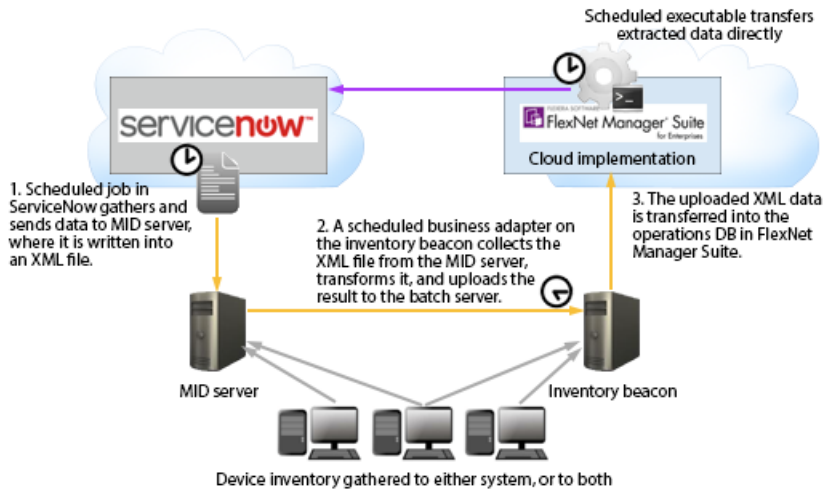 Scheduled executable transfers
extracted data directly
servicenow™
>_
FLEXERA SOFTWARE
FlexNet Manager® Suite
for Enterprises
Cloud implementation
1. Scheduled job in
ServiceNow gathers and
sends data to MID server,
where it is written into
an XML file.
2. A scheduled business adapter on
the inventory beacon collects the
XML file from the MID server,
transforms it, and uploads the
result to the batch server.
3. The uploaded XML data
is transferred into the
operations DB in FlexNet
Manager Suite.
MID server
Inventory beacon
Device inventory gathered to either system, or to both